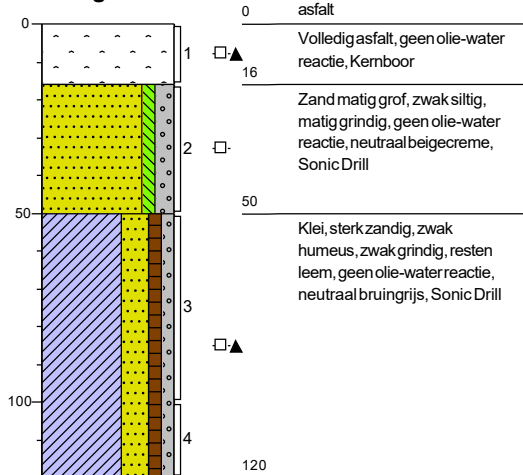 0
asfalt
0
Volledig asfalt, geen olie-water
reactie, Kernboor
1
16
Zand matig grof, zwak siltig,
matig grindig, geen olie-water
reactie, neutraal beigecreme,
Sonic Drill
2
50
50
Klei, sterk zandig, zwak
humeus, zwak grindig, resten
leem, geen olie-water reactie,
neutraal bruingrijs, Sonic Drill
3
100
4
120